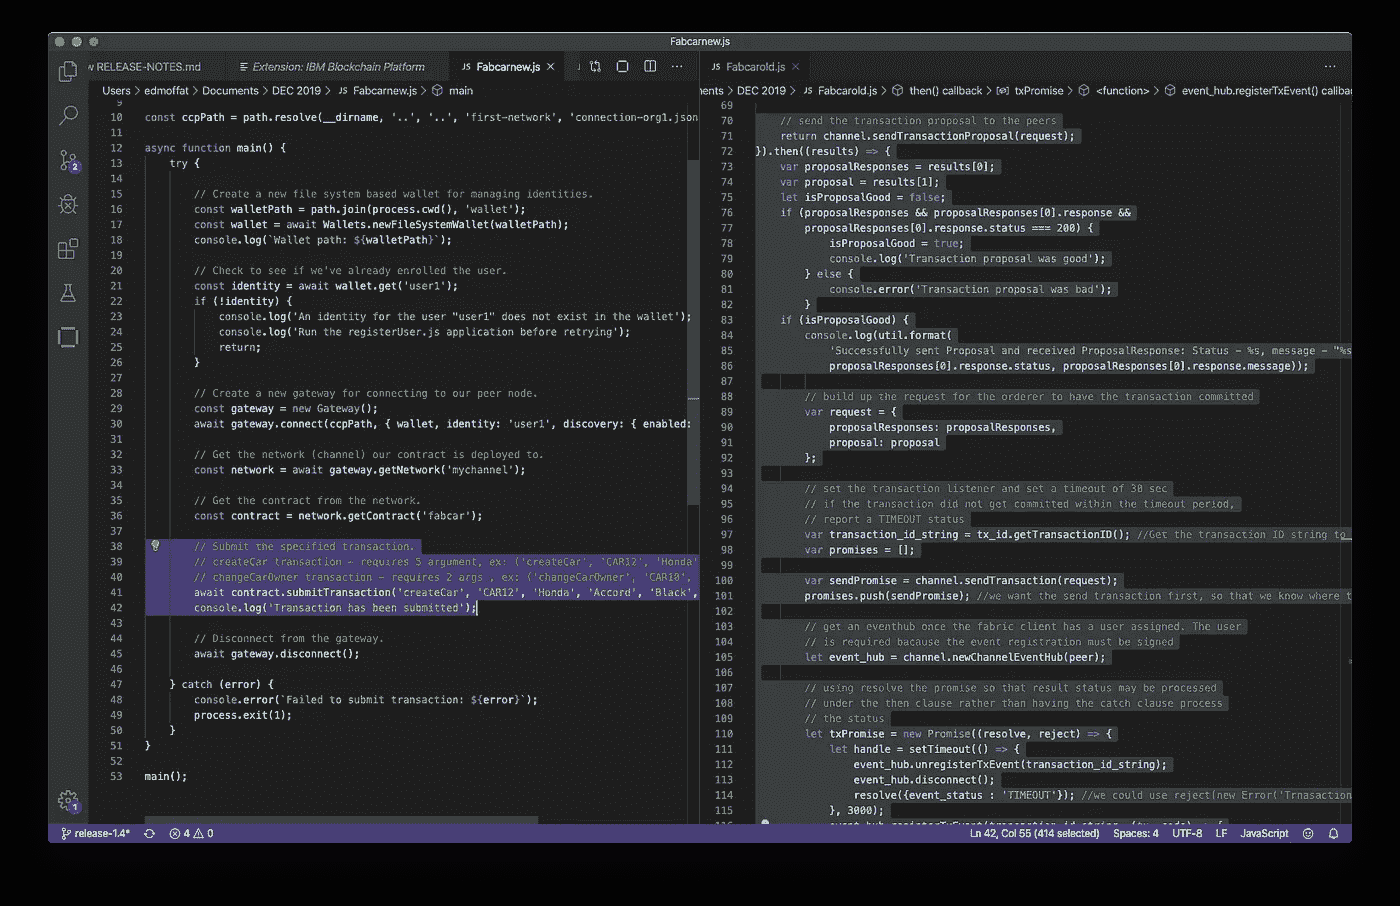 Fabcarnew.js
RELEASE-NOTES.md
Extension: IBM Blockchain Platform
JS Fabcarnew.js
Users > edmoffat > Documents > DEC 2019 > JS Fabcarnew.js > main
9
10 const ccpPath = path.resolve(__dirname, '..', '..', 'first-network', 'connection-org1.json
11
12 async function main() {
13 try {
14
15 // Create a new file system based wallet for managing identities.
16 const walletPath = path.join(process.cwd(), 'wallet');
17 const wallet = await Wallets.newFileSystemWallet(walletPath);
18 console.log(`Wallet path: ${walletPath}`);
19
20 // Check to see if we've already enrolled the user.
21 const identity = await wallet.get('user1');
22 if (!identity) {
23 console.log('An identity for the user "user1" does not exist in the wallet');
24 console.log('Run the registerUser.js application before retrying');
25 return;
26 }
27
28 // Create a new gateway for connecting to our peer node.
29 const gateway = new Gateway();
30 await gateway.connect(ccpPath, { wallet, identity: 'user1', discovery: { enabled:
31
32 // Get the network (channel) our contract is deployed to.
33 const network = await gateway.getNetwork('mychannel');
34
35 // Get the contract from the network.
36 const contract = network.getContract('fabcar');
37
38 // Submit the specified transaction.
39 // createCar transaction - requires 5 argument, ex: ('createCar', 'CAR12', 'Honda'
40 // changeCarOwner transaction - requires 2 args , ex: ('changeCarOwner', 'CAR10',
41 await contract.submitTransaction('createCar', 'CAR12', 'Honda', 'Accord', 'Black',
42 console.log('Transaction has been submitted');
43
44 // Disconnect from the gateway.
45 await gateway.disconnect();
46
47 } catch (error) {
48 console.error(`Failed to submit transaction: ${error}`);
49 process.exit(1);
50 }
51 }
52
53 main();
JS Fabcarold.js
ments > DEC 2019 > JS Fabcarold.js > then() callback > txPromise > <function> > event_hub.registerTxEvent() callba
69
70 // send the transaction proposal to the peers
71 return channel.sendTransactionProposal(request);
72 }).then((results) => {
73 var proposalResponses = results[0];
74 var proposal = results[1];
75 let isProposalGood = false;
76 if (proposalResponses && proposalResponses[0].response &&
77 proposalResponses[0].response.status === 200) {
78 isProposalGood = true;
79 console.log('Transaction proposal was good');
80 } else {
81 console.error('Transaction proposal was bad');
82 }
83 if (isProposalGood) {
84 console.log(util.format(
85 'Successfully sent Proposal and received ProposalResponse: Status - %s, message - "%s
86 proposalResponses[0].response.status, proposalResponses[0].response.message));
87
88 // build up the request for the orderer to have the transaction committed
89 var request = {
90 proposalResponses: proposalResponses,
91 proposal: proposal
92 };
93
94 // set the transaction listener and set a timeout of 30 sec
95 // if the transaction did not get committed within the timeout period,
96 // report a TIMEOUT status
97 var transaction_id_string = tx_id.getTransactionID(); //Get the transaction ID string to
98 var promises = [];
99
100 var sendPromise = channel.sendTransaction(request);
101 promises.push(sendPromise); //we want the send transaction first, so that we know where t
102
103 // get an eventhub once the fabric client has a user assigned. The user
104 // is required bacause the event registration must be signed
105 let event_hub = channel.newChannelEventHub(peer);
106
107 // using resolve the promise so that result status may be processed
108 // under the then clause rather than having the catch clause process
109 // the status
110 let txPromise = new Promise((resolve, reject) => {
111 let handle = setTimeout(() => {
112 event_hub.unregisterTxEvent(transaction_id_string);
113 event_hub.disconnect();
114 resolve({event_status : 'TIMEOUT'}); //we could use reject(new Error('Trnasaction
115 }, 3000);
2
1
release-1.4* 4 0
Ln 42, Col 55 (414 selected) Spaces: 4 UTF-8 LF JavaScript